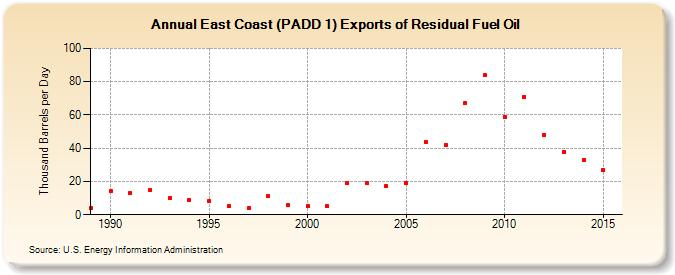 Annual East Coast (PADD 1) Exports of Residual Fuel Oil
Thousand Barrels per Day
100
80
60
40
20
0
1990 1995 2000 2005 2010 2015
Source: U.S. Energy Information Administration